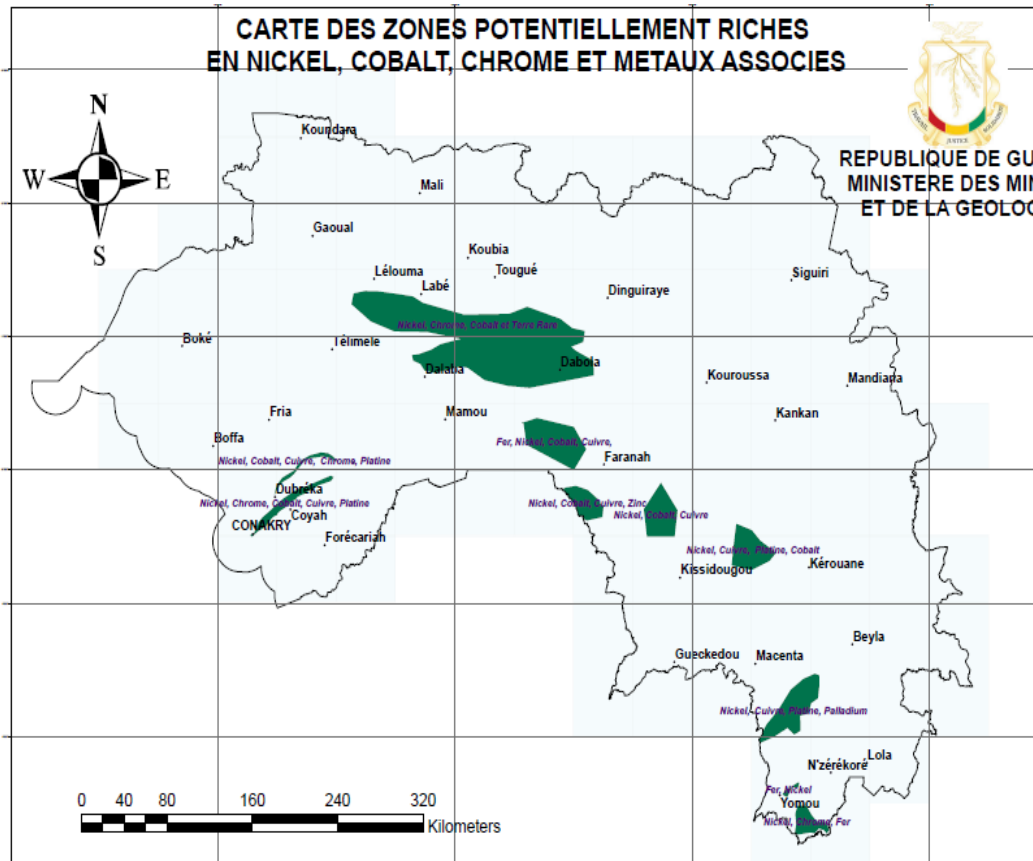 CARTE DES ZONES POTENTIELLEMENT RICHES
EN NICKEL, COBALT, CHROME ET METAUX ASSOCIES
TRAVAIL
JUSTICE
SOLIDARITE
REPUBLIQUE DE GU
MINISTERE DES MIN
ET DE LA GEOLOG
N
W
E
S
Koundara
Mali
Gaoual
Koubia
Lélouma
Tougué
Labé
Dinguiraye
Siguiri
Nickel, Chrome, Cobalt et Terre Rare
Boké
Télimele
Dalaba
Dabola
Kouroussa
Mandiana
Fria
Mamou
Kankan
Boffa
Fer, Nickel, Cobalt, Cuivre,
Faranah
Nickel, Cobalt, Cuivre, Chrome, Platine
Dubréka
Nickel, Chrome, Cobalt, Cuivre, Platine
Coyah
CONAKRY
Forécariah
Nickel, Cobalt, Cuivre, Zinc
Nickel, Cobalt, Cuivre
Nickel, Cuivre, Platine, Cobalt
Kissidougou
Kérouane
Beyla
Gueckedou
Macenta
Nickel, Cuivre, Platine, Palladium
Lola
N'zérékoré
Fer, Nickel
Yomou
Nickel, Chrome, Fer
0 40 80 160 240 320
Kilometers